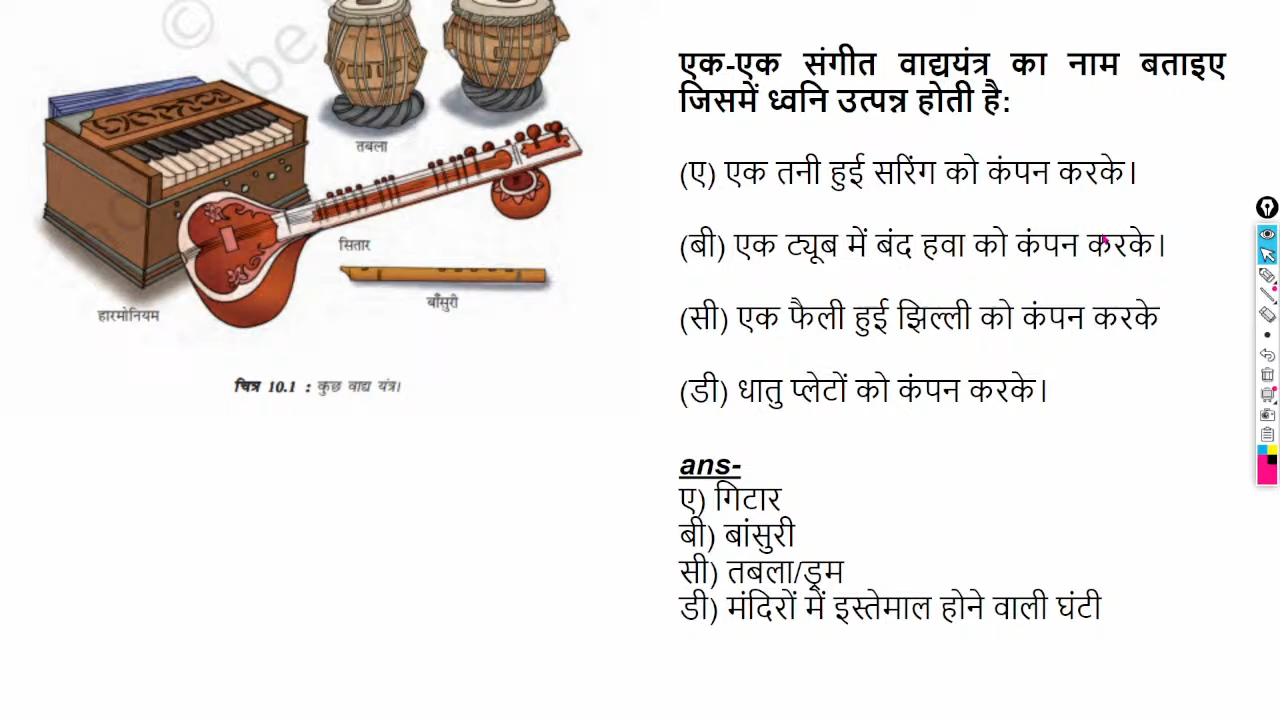 तबला
सितार
बाँसुरी
हारमोनियम
चित्र 10.1 : कुछ वाद्य यंत्र।
एक-एक संगीत वाद्ययंत्र का नाम बताइए
जिसमें ध्वनि उत्पन्न होती है:
(ए) एक तनी हुई सरिंग को कंपन करके।
(बी) एक ट्यूब में बंद हवा को कंपन करके।
(सी) एक फैली हुई झिल्ली को कंपन करके
(डी) धातु प्लेटों को कंपन करके।
ans-
ए) गिटार
बी) बांसुरी
सी) तबला/ड्रम
डी) मंदिरों में इस्तेमाल होने वाली घंटी